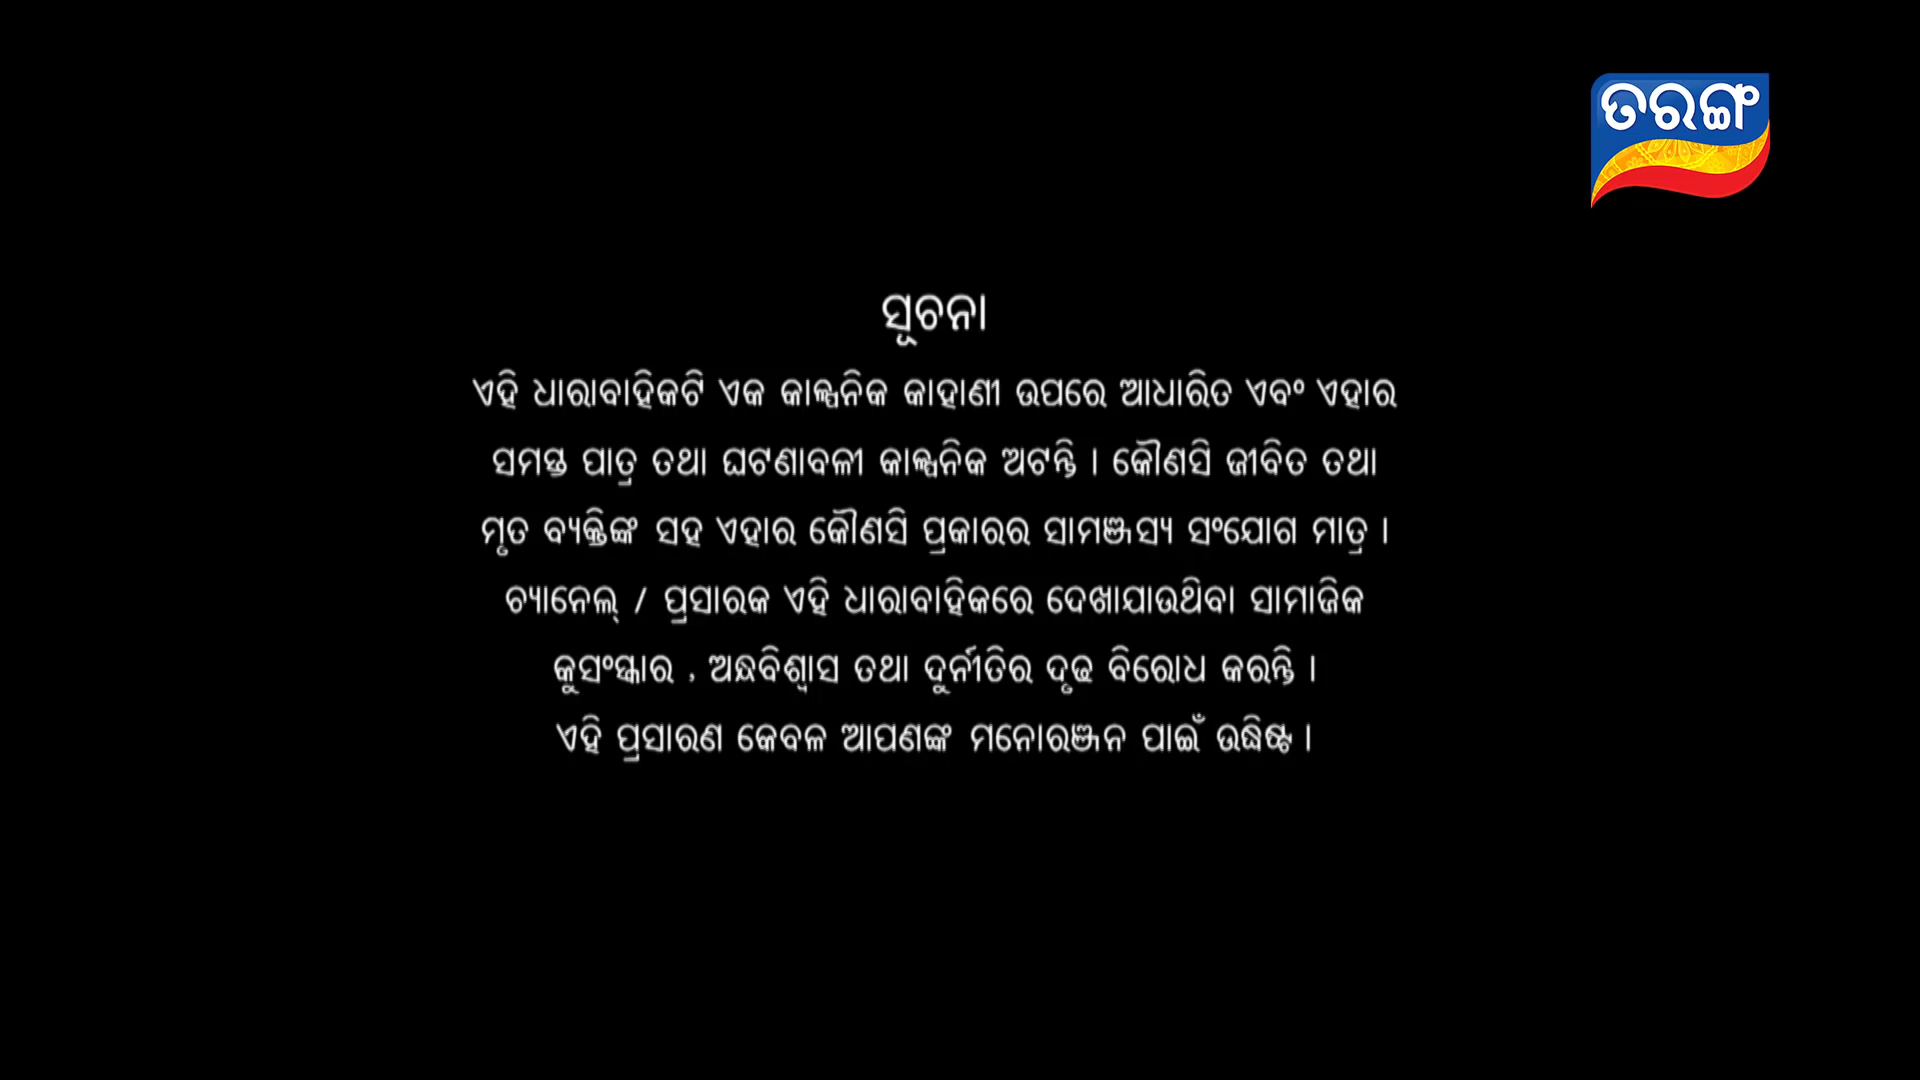 ତରଙ୍ଗ
ସୂଚନା
ଏହି ଧାରାବାହିକଟି ଏକ କାଳ୍ପନିକ କାହାଣୀ ଉପରେ ଆଧାରିତ ଏବଂ ଏହାର
ସମସ୍ତ ପାତ୍ର ତଥା ଘଟଣାବଳୀ କାଳ୍ପନିକ ଅଟନ୍ତି । କୌଣସି ଜୀବିତ ତଥା
ମୃତ ବ୍ୟକ୍ତିଙ୍କ ସହ ଏହାର କୌଣସି ପ୍ରକାରର ସାମଞ୍ଜସ୍ୟ ସଂଯୋଗ ମାତ୍ର ।
ଚ୍ୟାନେଲ୍ / ପ୍ରସାରକ ଏହି ଧାରାବାହିକରେ ଦେଖାଯାଉଥିବା ସାମାଜିକ
କୁସଂସ୍କାର , ଅନ୍ଧବିଶ୍ୱାସ ତଥା ଦୁର୍ନୀତିର ଦୃଢ ବିରୋଧ କରନ୍ତି ।
ଏହି ପ୍ରସାରଣ କେବଳ ଆପଣଙ୍କ ମନୋରଞ୍ଜନ ପାଇଁ ଉଦ୍ଧିଷ୍ଟ ।